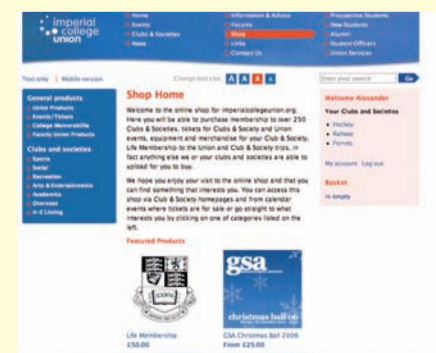 imperial
college
union
Home
Events
Clubs & Societies
News
Information & Advice
Forums
Shop
Links
Contact Us
Prospective Students
New Students
Alumni
Student Officers
Union Services
Text only | Mobile version
Change text size: A A A A
Enter your search Go
General products
Union Products
Events/Tickets
College Memorabilia
Faculty Union Products
Clubs and societies
Sports
Social
Recreation
Arts & Entertainments
Academics
Overseas
A-Z Listing
Shop Home
Welcome to the online shop for imperialcollegeunion.org.
Here you will be able to purchase membership to over 250
Clubs & Societies, tickets for Clubs & Society and Union
events, equipment and merchandise for your Club & Society,
Life Membership to the Union and Club & Society trips, in
fact anything else we or your clubs and societies are able to
upload for you to buy.
We hope you enjoy your visit to the online shop and that you
can find something that interests you. You can access this
shop via Club & Society homepages and from calendar
events where tickets are for sale or go straight to what
interests you by clicking on one of categories listed on the
left.
Featured Products
gsa
christmas ball 06
Life Membership
£50.00
GSA Christmas Ball 2006
From £25.00
Welcome Alexander
Your Clubs and Societies
Hockey
Railway
Ferrets
My account Log out
Basket
is empty